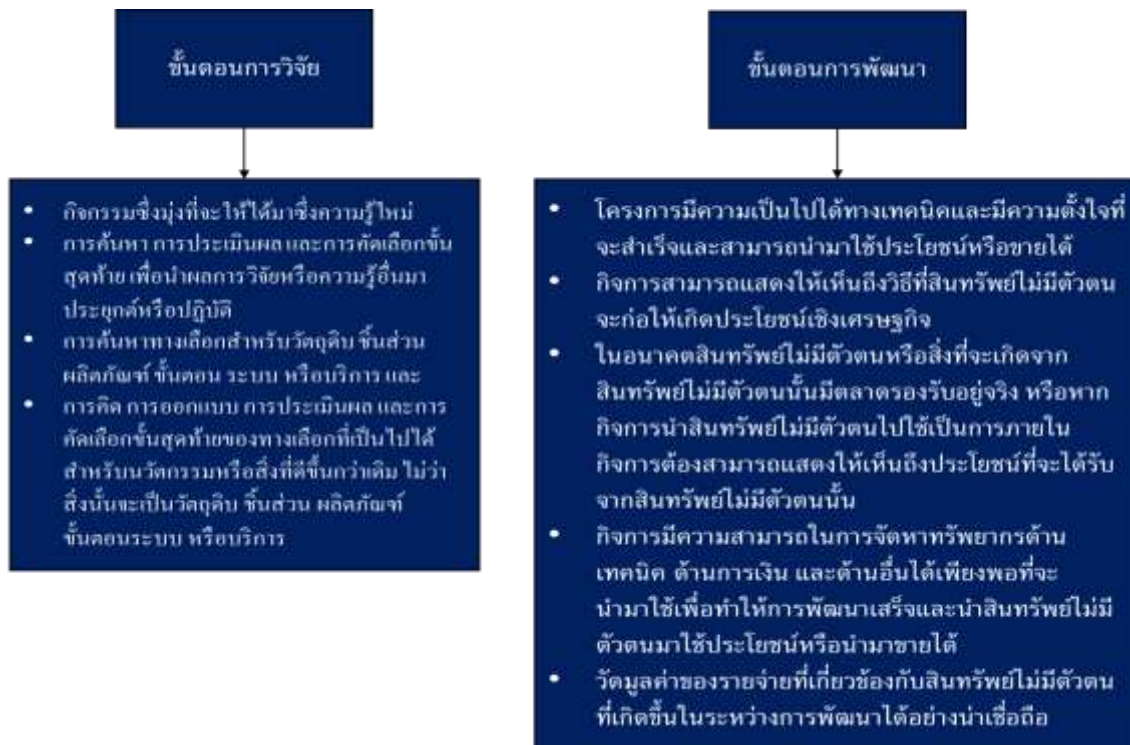 ขั้นตอนการวิจัย
• กิจกรรมซึ่งมุ่งที่จะให้ได้มาซึ่งความรู้ใหม่
• การค้นหา การประเมินผล และการคัดเลือกขั้น
สุดท้าย เพื่อนำผลการวิจัยหรือความรู้อื่นมา
ประยุกต์หรือปฏิบัติ
• การค้นหาทางเลือกสำหรับวัตถุดิบ ชิ้นส่วน
ผลิตภัณฑ์ ขั้นตอน ระบบ หรือบริการ และ
• การคิด การออกแบบ การประเมินผล และการ
คัดเลือกขั้นสุดท้ายของทางเลือกที่เป็นไปได้
สำหรับนวัตกรรมหรือสิ่งที่ดีขึ้นกว่าเดิม ไม่ว่า
สิ่งนั้นจะเป็นวัตถุดิบ ชิ้นส่วน ผลิตภัณฑ์
ขั้นตอนระบบ หรือบริการ
ขั้นตอนการพัฒนา
• โครงการมีความเป็นไปได้ทางเทคนิคและมีความตั้งใจที่
จะสำเร็จและสามารถนำมาใช้ประโยชน์หรือขายได้
• กิจการสามารถแสดงให้เห็นถึงวิธีที่สินทรัพย์ไม่มีตัวตน
จะก่อให้เกิดประโยชน์เชิงเศรษฐกิจ
• ในอนาคตสินทรัพย์ไม่มีตัวตนหรือสิ่งที่จะเกิดจาก
สินทรัพย์ไม่มีตัวตนนั้นมีตลาดรองรับอยู่จริง หรือหาก
กิจการนำสินทรัพย์ไม่มีตัวตนไปใช้เป็นการภายใน
กิจการต้องสามารถแสดงให้เห็นถึงประโยชน์ที่จะได้รับ
จากสินทรัพย์ไม่มีตัวตนนั้น
• กิจการมีความสามารถในการจัดหาทรัพยากรด้าน
เทคนิค ด้านการเงิน และด้านอื่นได้เพียงพอที่จะ
นำมาใช้เพื่อทำให้การพัฒนาเสร็จและนำสินทรัพย์ไม่มี
ตัวตนมาใช้ประโยชน์หรือนำมาขายได้
• วัดมูลค่าของรายจ่ายที่เกี่ยวข้องกับสินทรัพย์ไม่มีตัวตน
ที่เกิดขึ้นในระหว่างการพัฒนาได้อย่างน่าเชื่อถือ